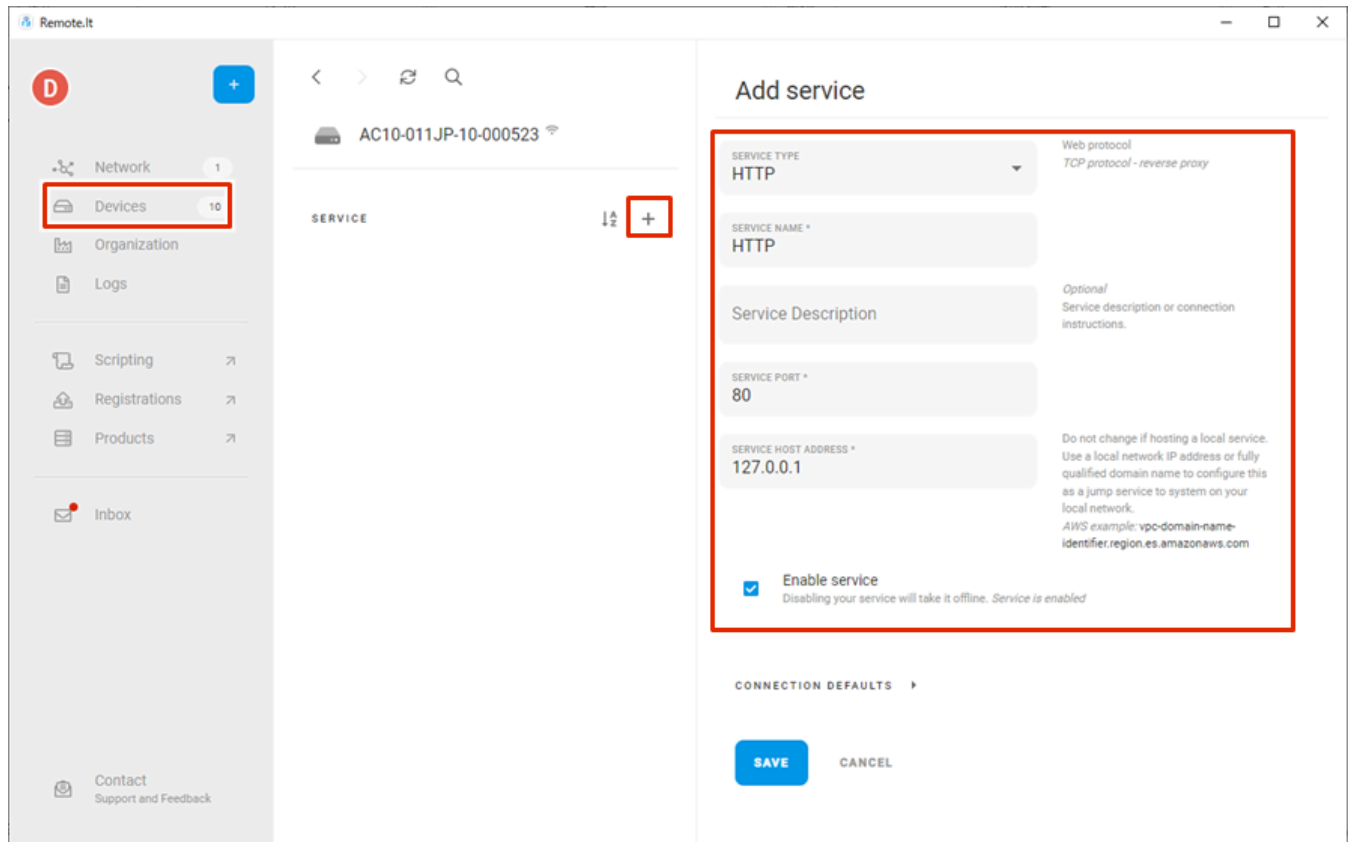 Remote.It
D
+
Network 1
Devices 10
Organization
Logs
Scripting
Registrations
Products
Inbox
Contact
Support and Feedback
AC10-011JP-10-000523
SERVICE
A
Z
+
Add service
SERVICE TYPE
HTTP
Web protocol
TCP protocol - reverse proxy
SERVICE NAME *
HTTP
Service Description
Optional
Service description or connection
instructions.
SERVICE PORT *
80
SERVICE HOST ADDRESS *
127.0.0.1
Do not change if hosting a local service.
Use a local network IP address or fully
qualified domain name to configure this
as a jump service to system on your
local network.
AWS example: vpc-domain-name-
identifier.region.es.amazonaws.com
Enable service
Disabling your service will take it offline. Service is enabled
CONNECTION DEFAULTS
SAVE CANCEL